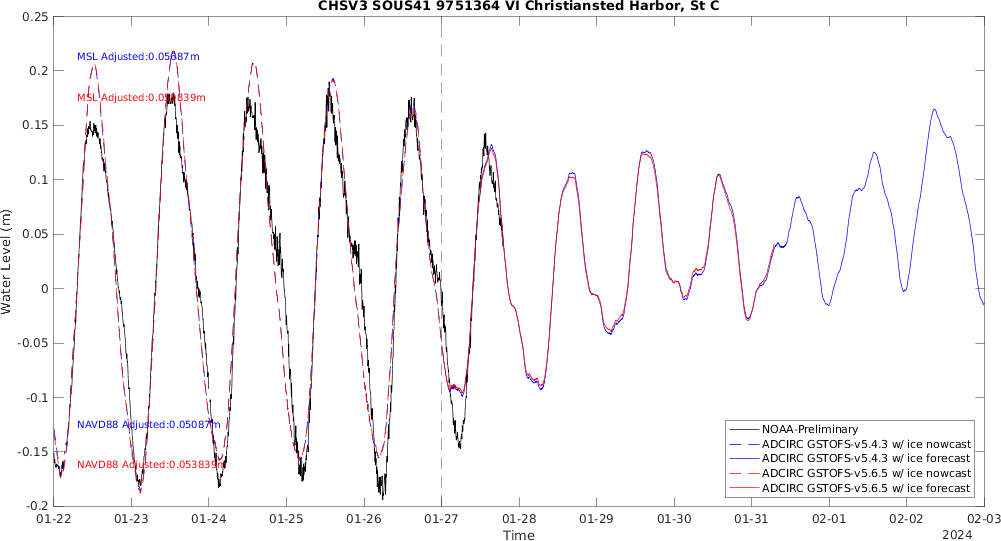 CHSV3 SOUS41 9751364 VI Christiansted Harbor, St C
Water Level (m)
0.25
0.2
0.15
0.1
0.05
0
-0.05
-0.1
-0.15
-0.2
MSL Adjusted:0.05087m
MSL Adjusted:0.053839m
NAVD88 Adjusted:0.05087m
NAVD88 Adjusted:0.053839m
NOAA-Preliminary
ADCIRC GSTOFS-v5.4.3 w/ ice nowcast
ADCIRC GSTOFS-v5.4.3 w/ ice forecast
ADCIRC GSTOFS-v5.6.5 w/ ice nowcast
ADCIRC GSTOFS-v5.6.5 w/ ice forecast
01-22 01-23 01-24 01-25 01-26 01-27 01-28 01-29 01-30 01-31 02-01 02-02 02-03
Time
2024